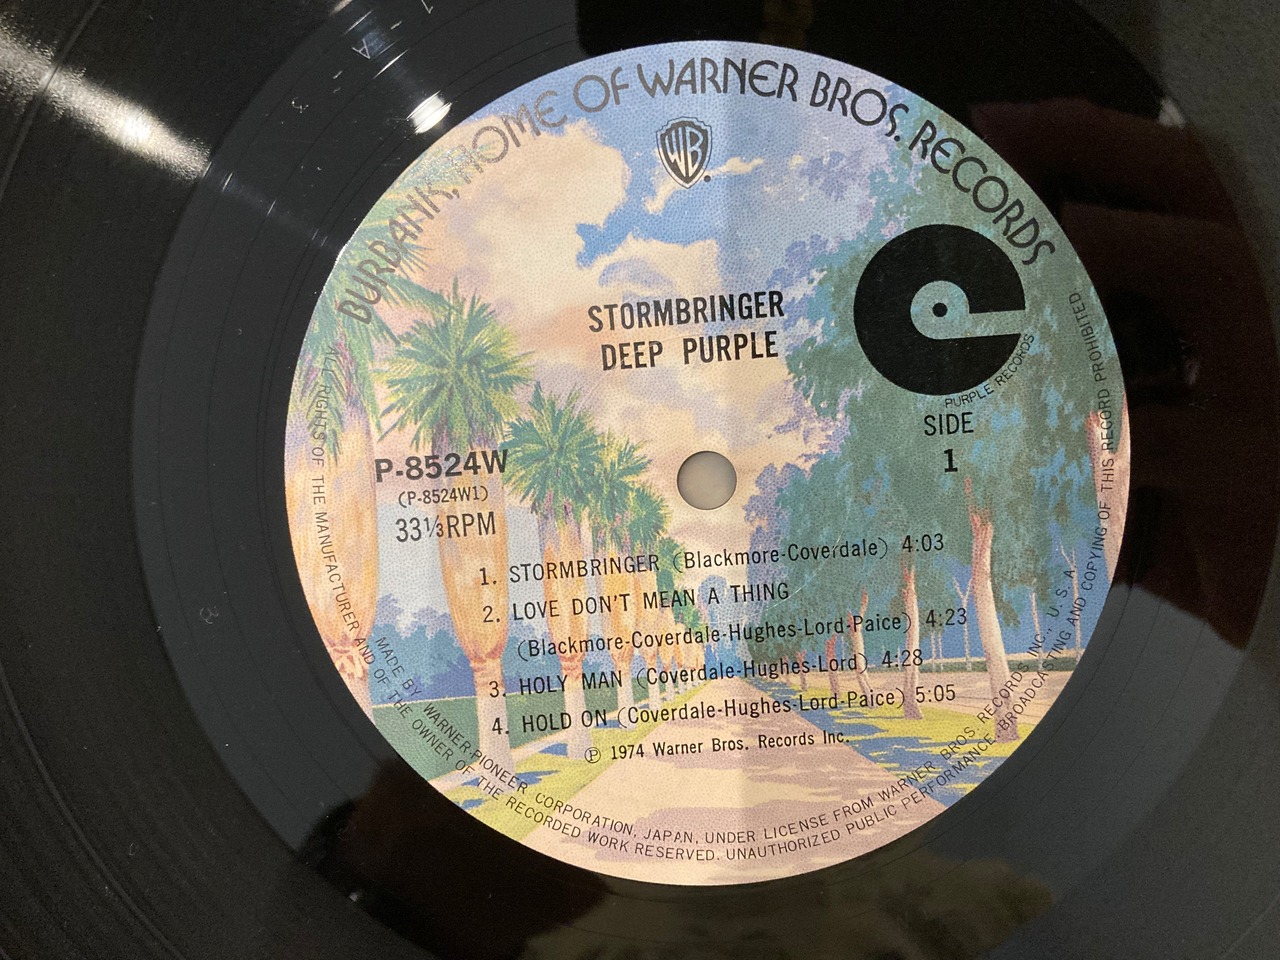 BURBANK, HOME OF WARNER BROS. RECORDS
WB
STORMBRINGER
DEEP PURPLE
PURPLE RECORDS
SIDE
1
P-8524W
(P-8524W1)
33⅓RPM
1. STORMBRINGER (Blackmore-Coverdale) 4:03
2. LOVE DON'T MEAN A THING
(Blackmore-Coverdale-Hughes-Lord-Paice) 4:23
3. HOLY MAN (Coverdale-Hughes-Lord) 4:28
4. HOLD ON (Coverdale-Hughes-Lord-Paice) 5:05
℗ 1974 Warner Bros. Records Inc.
MADE BY WARNER-PIONEER CORPORATION, JAPAN, UNDER LICENSE FROM WARNER BROS. RECORDS INC., U. S. A.
ALL RIGHTS OF THE MANUFACTURER AND OF THE OWNER OF THE RECORDED WORK RESERVED. UNAUTHORIZED PUBLIC PERFORMANCE, BROADCASTING AND COPYING OF THIS RECORD PROHIBITED.